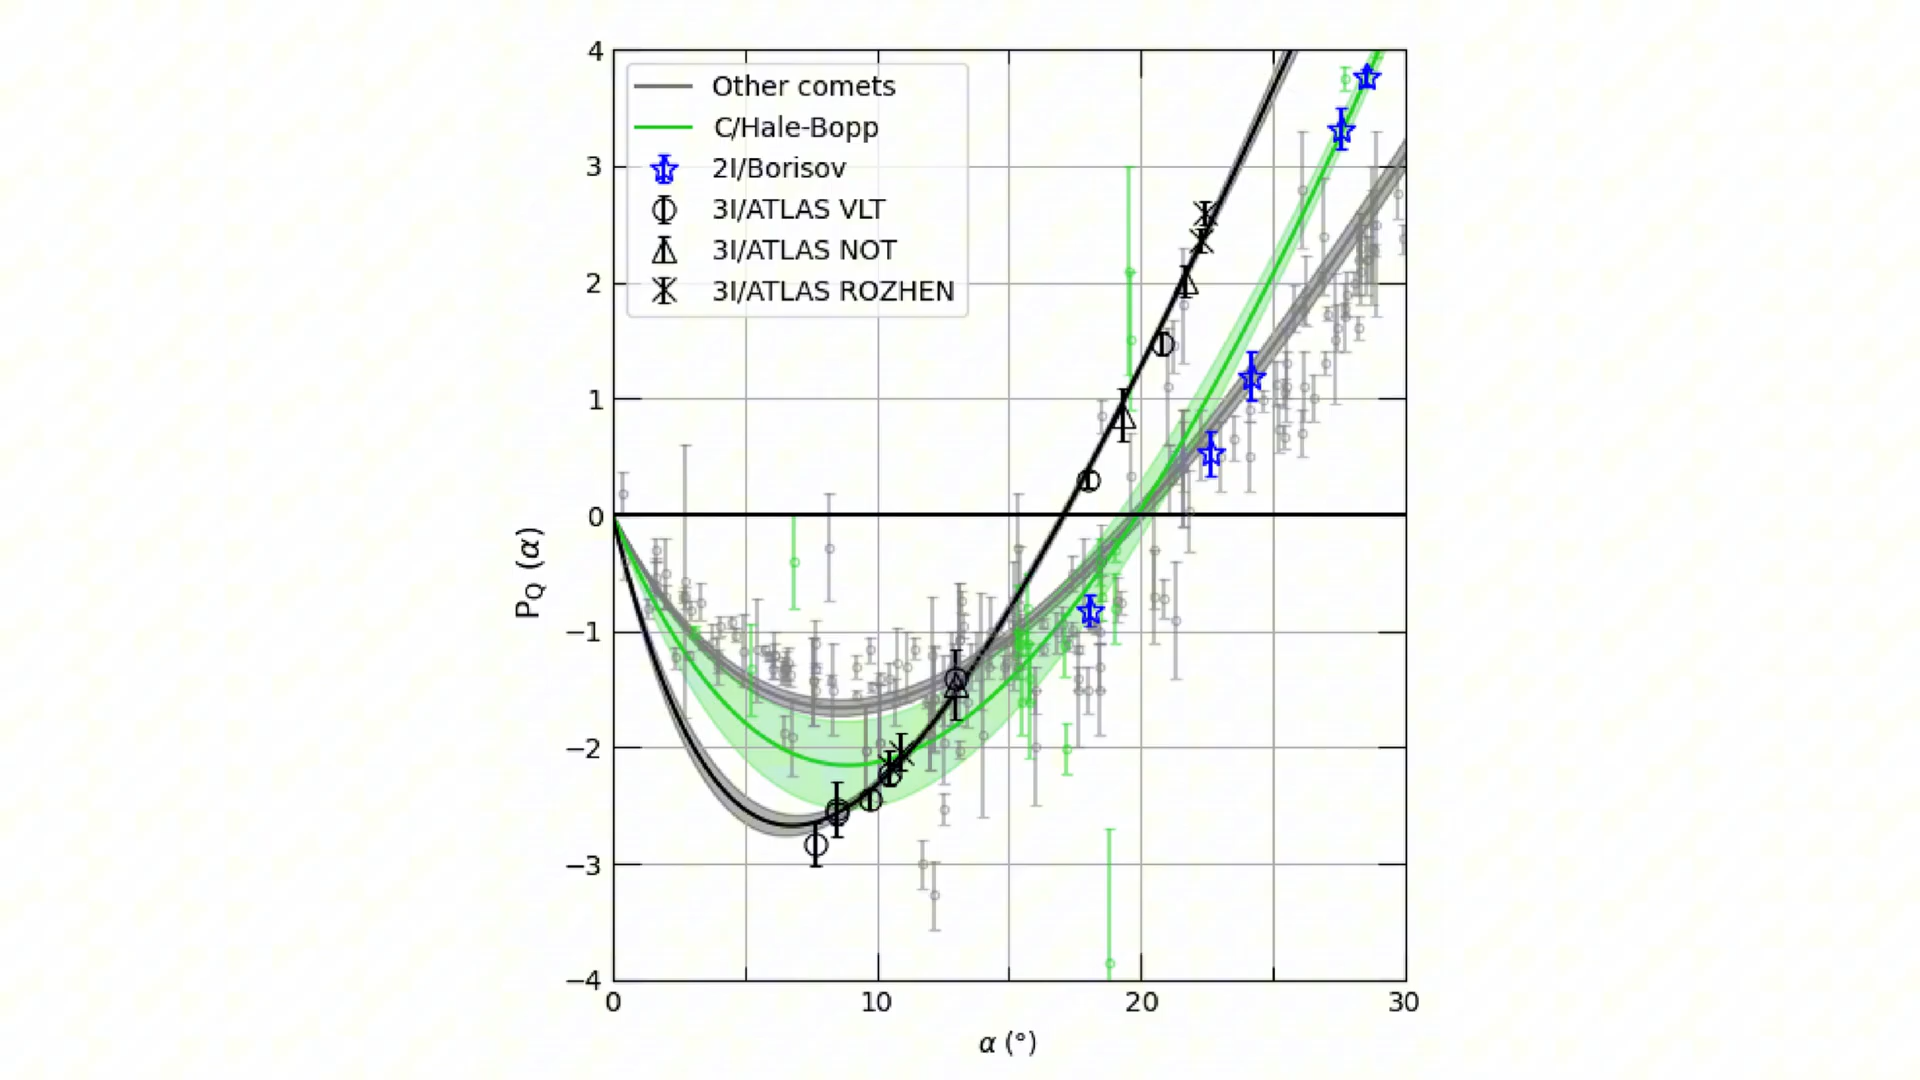 4
3
2
1
0
−1
−2
−3
−4
P_Q (α)
Other comets
C/Hale-Bopp
2I/Borisov
3I/ATLAS VLT
3I/ATLAS NOT
3I/ATLAS ROZHEN
0 10 20 30
α (°)